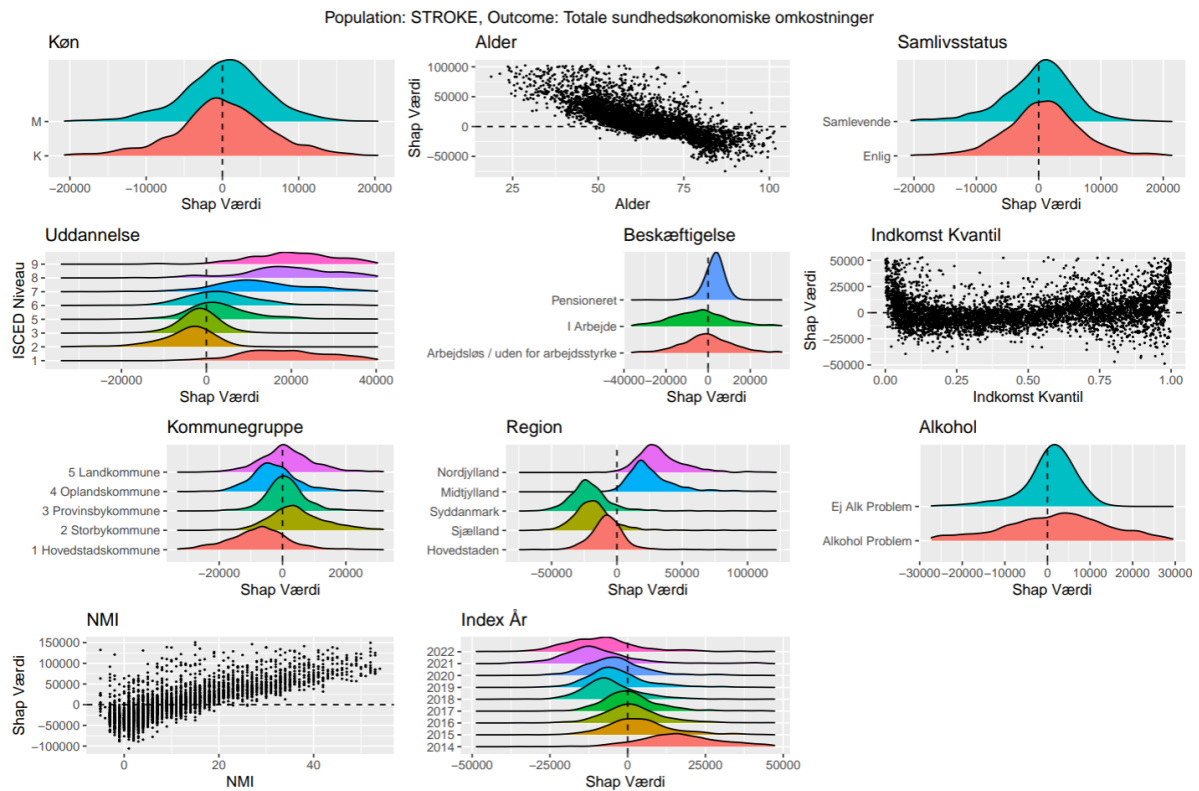 Population: STROKE, Outcome: Totale sundhedsøkonomiske omkostninger
Køn
M
K
−20000 −10000 0 10000 20000
Shap Værdi
Alder
Shap Værdi
100000
50000
0
−50000
25 50 75 100
Alder
Samlivsstatus
Samlevende
Enlig
−20000 −10000 0 10000 20000
Shap Værdi
Uddannelse
ISCED Niveau
9
8
7
6
5
3
2
1
−20000 0 20000 40000
Shap Værdi
Beskæftigelse
Pensioneret
I Arbejde
Arbejdsløs / uden for arbejdsstyrke
−40000 −20000 0 20000
Shap Værdi
Indkomst Kvantil
Shap Værdi
50000
25000
0
−25000
−50000
0.00 0.25 0.50 0.75 1.00
Indkomst Kvantil
Kommunegruppe
5 Landkommune
4 Oplandskommune
3 Provinsbykommune
2 Storbykommune
1 Hovedstadskommune
−20000 0 20000
Shap Værdi
Region
Nordjylland
Midtjylland
Syddanmark
Sjælland
Hovedstaden
−50000 0 50000 100000
Shap Værdi
Alkohol
Ej Alk Problem
Alkohol Problem
−30000 −20000 −10000 0 10000 20000 30000
Shap Værdi
NMI
Shap Værdi
150000
100000
50000
0
−50000
−100000
0 20 40
NMI
Index År
2022
2021
2020
2019
2018
2017
2016
2015
2014
−50000 −25000 0 25000 50000
Shap Værdi